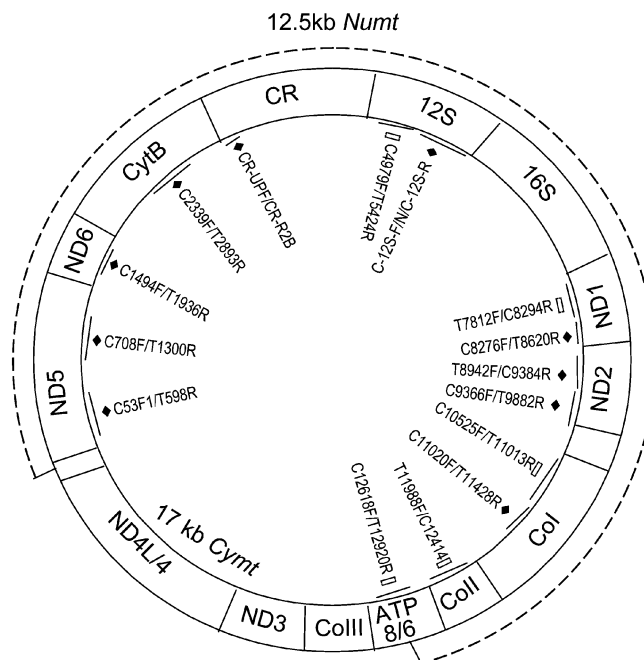 12.5kb Numt
CR
12S
16S
ND1
ND2
CoI
CoII
ATP
8/6
CoIII
ND3
ND4L/4
ND5
ND6
CytB
17 kb Cymt
CR-UPF/CR-R2B
C4979F/T5424R
C-12S-F/N/C-12S-R
T7812F/C8294R
C8276F/T8620R
T8942F/C9384R
C9366F/T9882R
C10525F/T11013R
C11020F/T11428R
T11988F/C12414
C12618F/T12920R
C53F1/T598R
C708F/T1300R
C1494F/T1936R
C2339F/T2893R